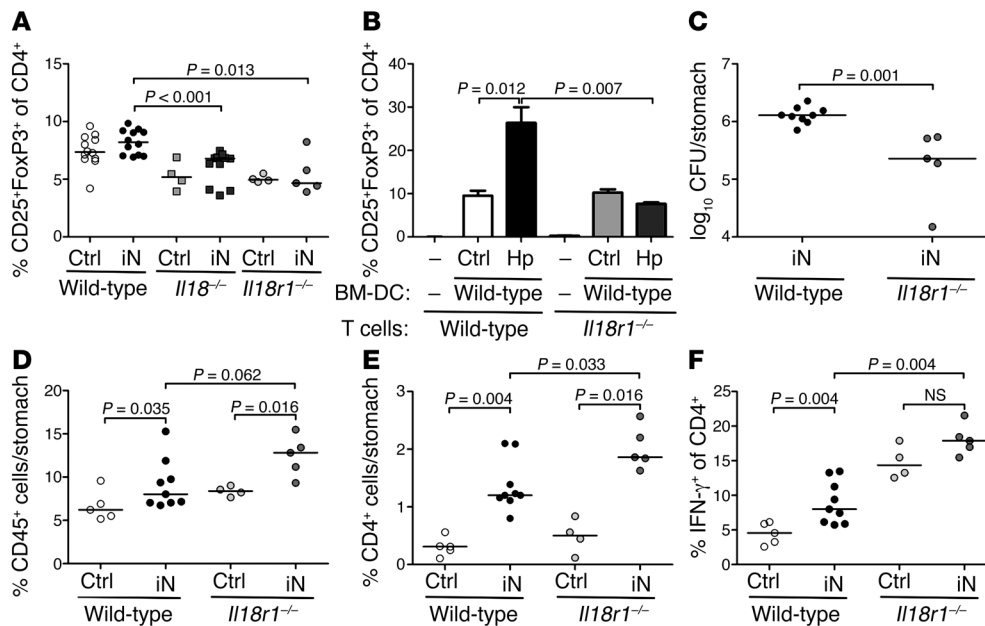 A
% CD25⁺FoxP3⁺ of CD4⁺
15
10
5
0
P = 0.013
P < 0.001
Ctrl iN Ctrl iN Ctrl iN
Wild-type Il18⁻/⁻ Il18r1⁻/⁻
B
% CD25⁺FoxP3⁺ of CD4⁺
40
30
20
10
0
P = 0.012 P = 0.007
– Ctrl Hp – Ctrl Hp
BM-DC: – Wild-type – Wild-type
T cells: Wild-type Il18r1⁻/⁻
C
log₁₀ CFU/stomach
7
6
5
4
P = 0.001
iN iN
Wild-type Il18r1⁻/⁻
D
% CD45⁺ cells/stomach
20
15
10
5
0
P = 0.062
P = 0.035 P = 0.016
Ctrl iN Ctrl iN
Wild-type Il18r1⁻/⁻
E
% CD4⁺ cells/stomach
3
2
1
0
P = 0.033
P = 0.004 P = 0.016
Ctrl iN Ctrl iN
Wild-type Il18r1⁻/⁻
F
% IFN-γ⁺ of CD4⁺
25
20
15
10
5
0
P = 0.004
P = 0.004 NS
Ctrl iN Ctrl iN
Wild-type Il18r1⁻/⁻